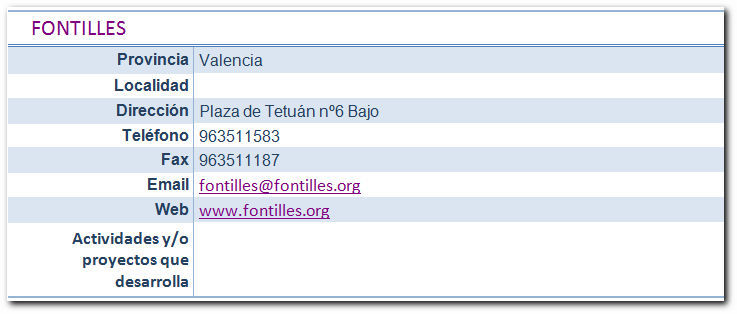 FONTILLES
Provincia Valencia
Localidad
Dirección Plaza de Tetuán nº6 Bajo
Teléfono 963511583
Fax 963511187
Email fontilles@fontilles.org
Web www.fontilles.org
Actividades y/o
proyectos que
desarrolla